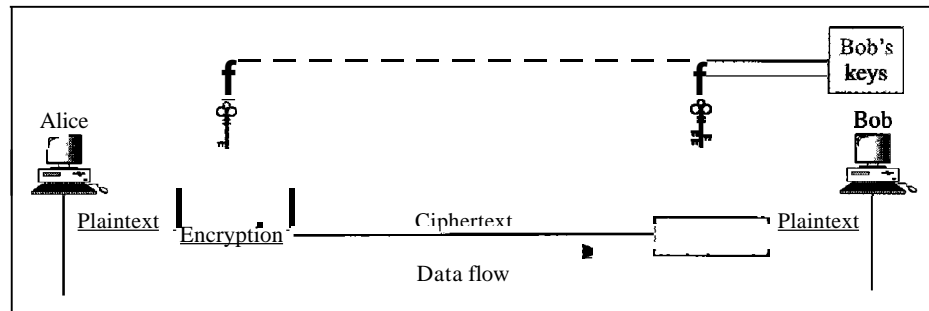 Bob's
keys
Alice
Bob
Plaintext
Encryption
Ciphertext
Plaintext
Data flow